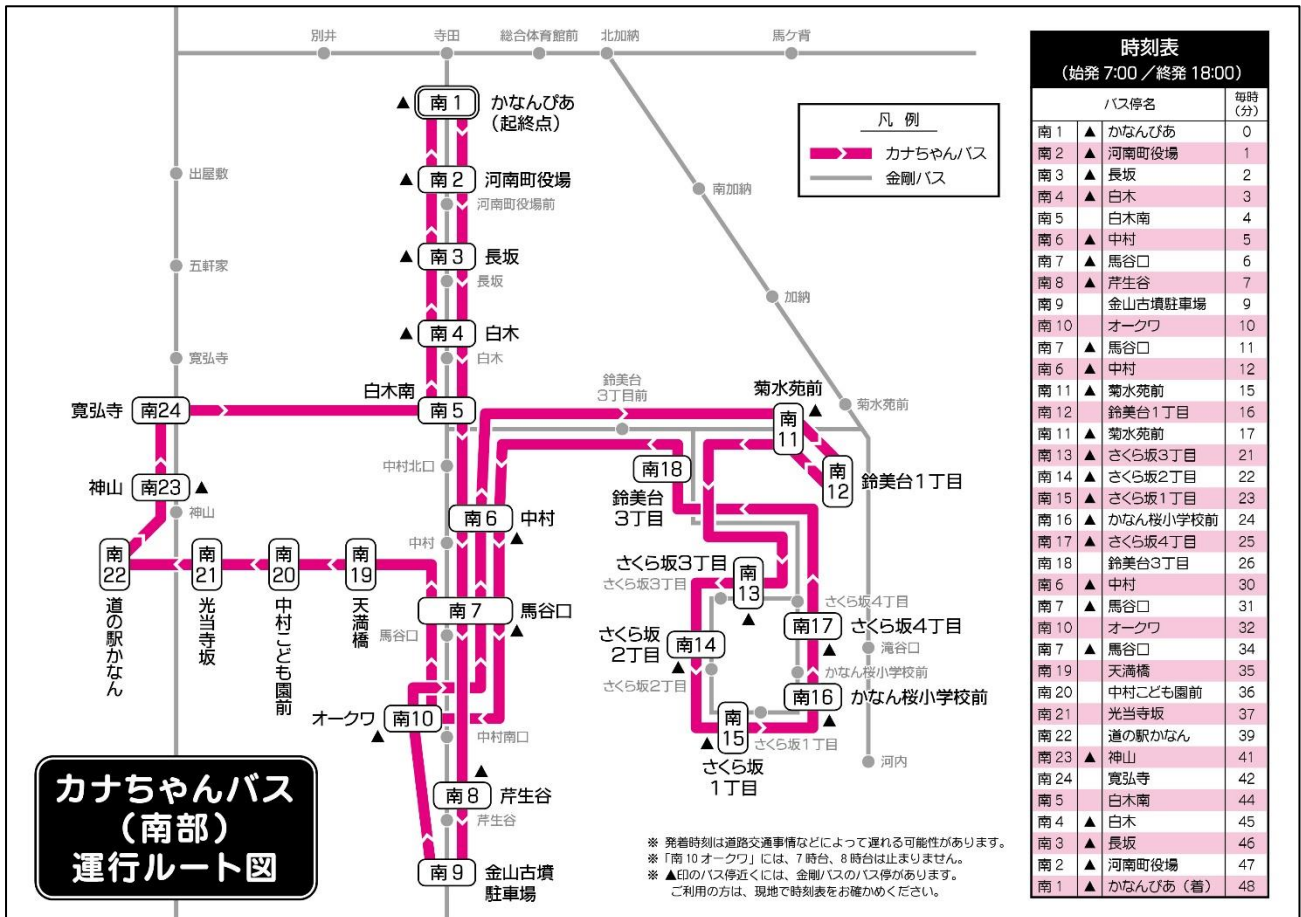 別井
寺田
総合体育館前
北加納
馬ケ背
▲ 南1 かなんぴあ
(起終点)
凡 例
カナちゃんバス
金剛バス
出屋敷
▲ 南2 河南町役場
河南町役場前
南加納
▲ 南3 長坂
長坂
五軒家
加納
▲ 南4 白木
白木
寛弘寺
鈴美台
3丁目前
菊水苑前 ▲
菊水苑前
寛弘寺 南24
白木南
南5
南
11
中村北口
南18
鈴美台
3丁目
南
12
鈴美台1丁目
神山 南23 ▲
神山
南6 中村
▲
中村
南
22
道の駅かなん
南
21
光当寺坂
南
20
中村こども園前
南
19
天満橋
さくら坂3丁目
さくら坂3丁目
南
13
▲
さくら坂4丁目
南7 馬谷口
▲
馬谷口
さくら坂
2丁目
南14
▲
さくら坂2丁目
南17 さくら坂4丁目
▲
滝谷口
かなん桜小学校前
南16 かなん桜小学校前
▲
オークワ 南10
▲
中村南口
南
15
▲
さくら坂1丁目
さくら坂
1丁目
河内
▲
南8 芹生谷
芹生谷
南9 金山古墳
駐車場
カナちゃんバス
(南部)
運行ルート図
※ 発着時刻は道路交通事情などによって遅れる可能性があります。
※「南10オークワ」には、7時台、8時台は止まりません。
※ ▲印のバス停近くには、金剛バスのバス停があります。
ご利用の方は、現地で時刻表をお確かめください。
時刻表
(始発 7:00 /終発 18:00)
バス停名 毎時
(分)
南1 ▲ かなんぴあ 0
南2 ▲ 河南町役場 1
南3 ▲ 長坂 2
南4 ▲ 白木 3
南5 白木南 4
南6 ▲ 中村 5
南7 ▲ 馬谷口 6
南8 ▲ 芹生谷 7
南9 金山古墳駐車場 9
南10 オークワ 10
南7 ▲ 馬谷口 11
南6 ▲ 中村 12
南11 ▲ 菊水苑前 15
南12 鈴美台1丁目 16
南11 ▲ 菊水苑前 17
南13 ▲ さくら坂3丁目 21
南14 ▲ さくら坂2丁目 22
南15 ▲ さくら坂1丁目 23
南16 ▲ かなん桜小学校前 24
南17 ▲ さくら坂4丁目 25
南18 鈴美台3丁目 26
南6 ▲ 中村 30
南7 ▲ 馬谷口 31
南10 オークワ 32
南7 ▲ 馬谷口 34
南19 天満橋 35
南20 中村こども園前 36
南21 光当寺坂 37
南22 道の駅かなん 39
南23 ▲ 神山 41
南24 寛弘寺 42
南5 白木南 44
南4 ▲ 白木 45
南3 ▲ 長坂 46
南2 ▲ 河南町役場 47
南1 ▲ かなんぴあ(着) 48